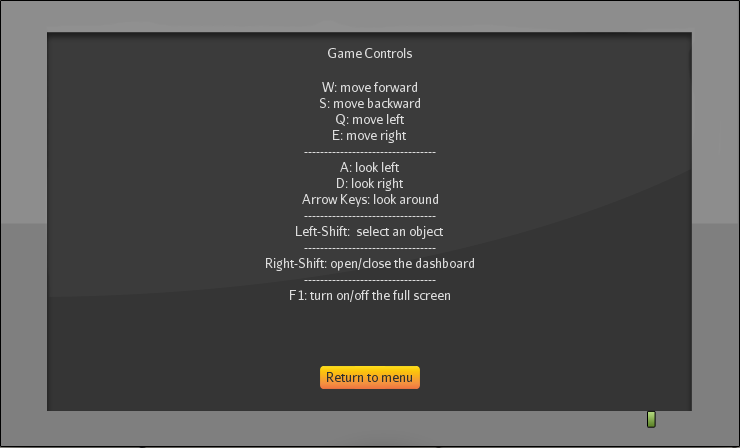 Game Controls
W: move forward
S: move backward
Q: move left
E: move right
---------------------------------
A: look left
D: look right
Arrow Keys: look around
---------------------------------
Left-Shift:  select an object
---------------------------------
Right-Shift: open/close the dashboard
---------------------------------
F1: turn on/off the full screen
Return to menu